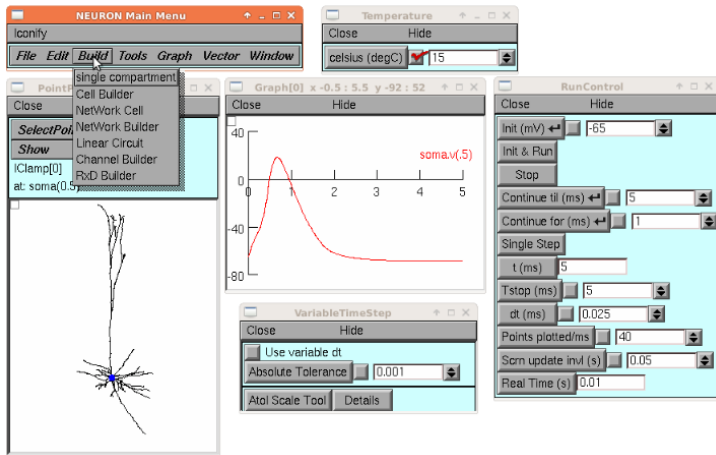 NEURON Main Menu
Iconify
File Edit Build Tools Graph Vector Window
single compartment
Cell Builder
NetWork Cell
NetWork Builder
Linear Circuit
Channel Builder
RxD Builder
Close
Show
IClamp[0]
at: soma(0.5)
Temperature
Close Hide
celsius (degC) 15
Graph[0] x -0.5 : 5.5 y -92 : 52
Close Hide
40
soma.v(.5)
0 1 2 3 4 5
-40
-80
VariableTimeStep
Close Hide
Use variable dt
Absolute Tolerance 0.001
Atol Scale Tool Details
RunControl
Close Hide
Init (mV) -65
Init & Run
Stop
Continue til (ms) 5
Continue for (ms) 1
Single Step
t (ms) 5
Tstop (ms) 5
dt (ms) 0.025
Points plotted/ms 40
Scrn update invl (s) 0.05
Real Time (s) 0.01